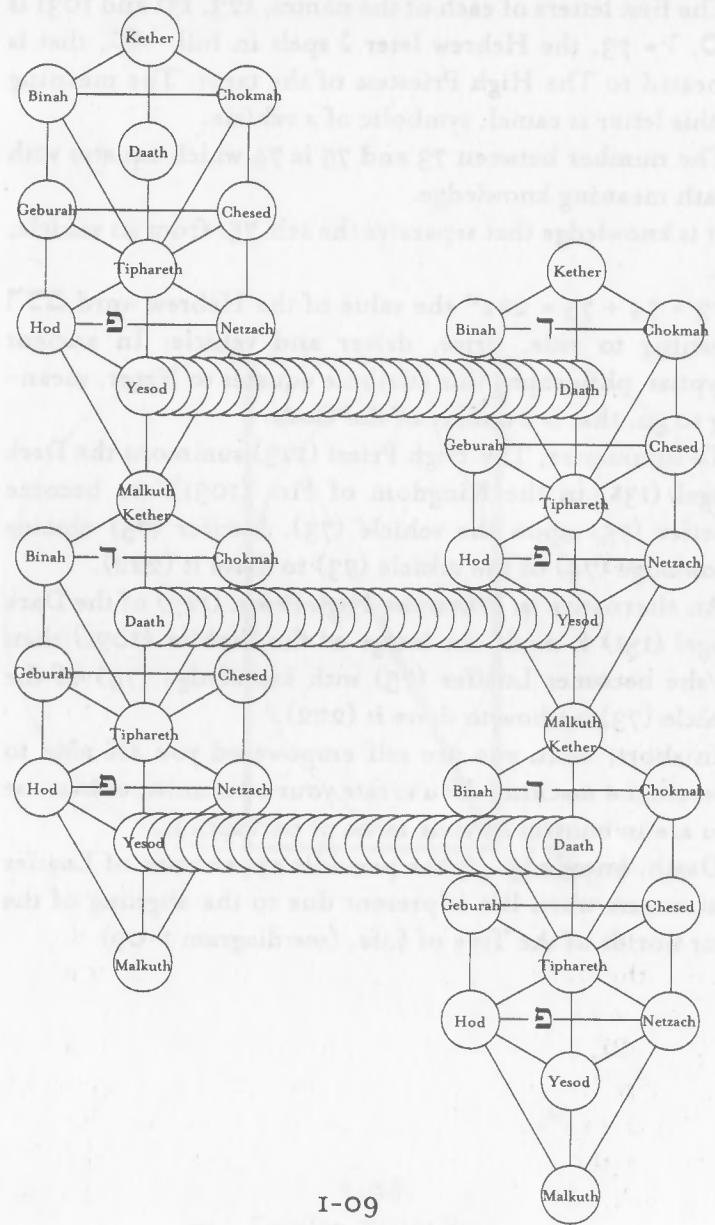 Kether
Binah
Chokmah
Daath
Geburah
Chesed
Tiphareth
Hod פ Netzach
Yesod
Malkuth
Kether
Binah ד Chokmah
Daath
Geburah
Chesed
Tiphareth
Hod פ Netzach
Yesod
Malkuth
Kether
Binah ד Chokmah
Daath
Geburah
Chesed
Tiphareth
Hod פ Netzach
Yesod
Malkuth
Kether
Binah ד Chokmah
Daath
Geburah
Chesed
Tiphareth
Hod פ Netzach
Yesod
Malkuth
1-09